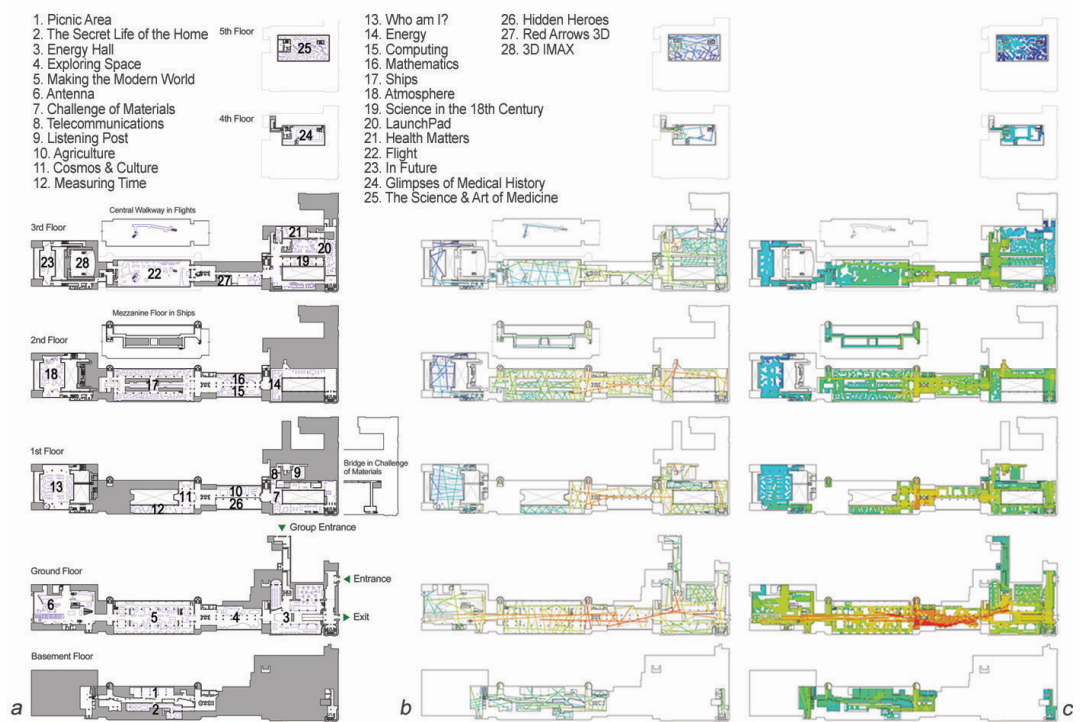 1. Picnic Area
2. The Secret Life of the Home
3. Energy Hall
4. Exploring Space
5. Making the Modern World
6. Antenna
7. Challenge of Materials
8. Telecommunications
9. Listening Post
10. Agriculture
11. Cosmos & Culture
12. Measuring Time
13. Who am I?
14. Energy
15. Computing
16. Mathematics
17. Ships
18. Atmosphere
19. Science in the 18th Century
20. LaunchPad
21. Health Matters
22. Flight
23. In Future
24. Glimpses of Medical History
25. The Science & Art of Medicine
26. Hidden Heroes
27. Red Arrows 3D
28. 3D IMAX
5th Floor
25
4th Floor
24
Central Walkway in Flights
3rd Floor
21
20
23
28
22
19
27
Mezzanine Floor in Ships
2nd Floor
18
17
16
15
14
1st Floor
Bridge in Challenge
of Materials
8
9
13
11
10
7
12
26
Group Entrance
Ground Floor
Entrance
6
5
4
3
Exit
Basement Floor
1
2
a
b
c